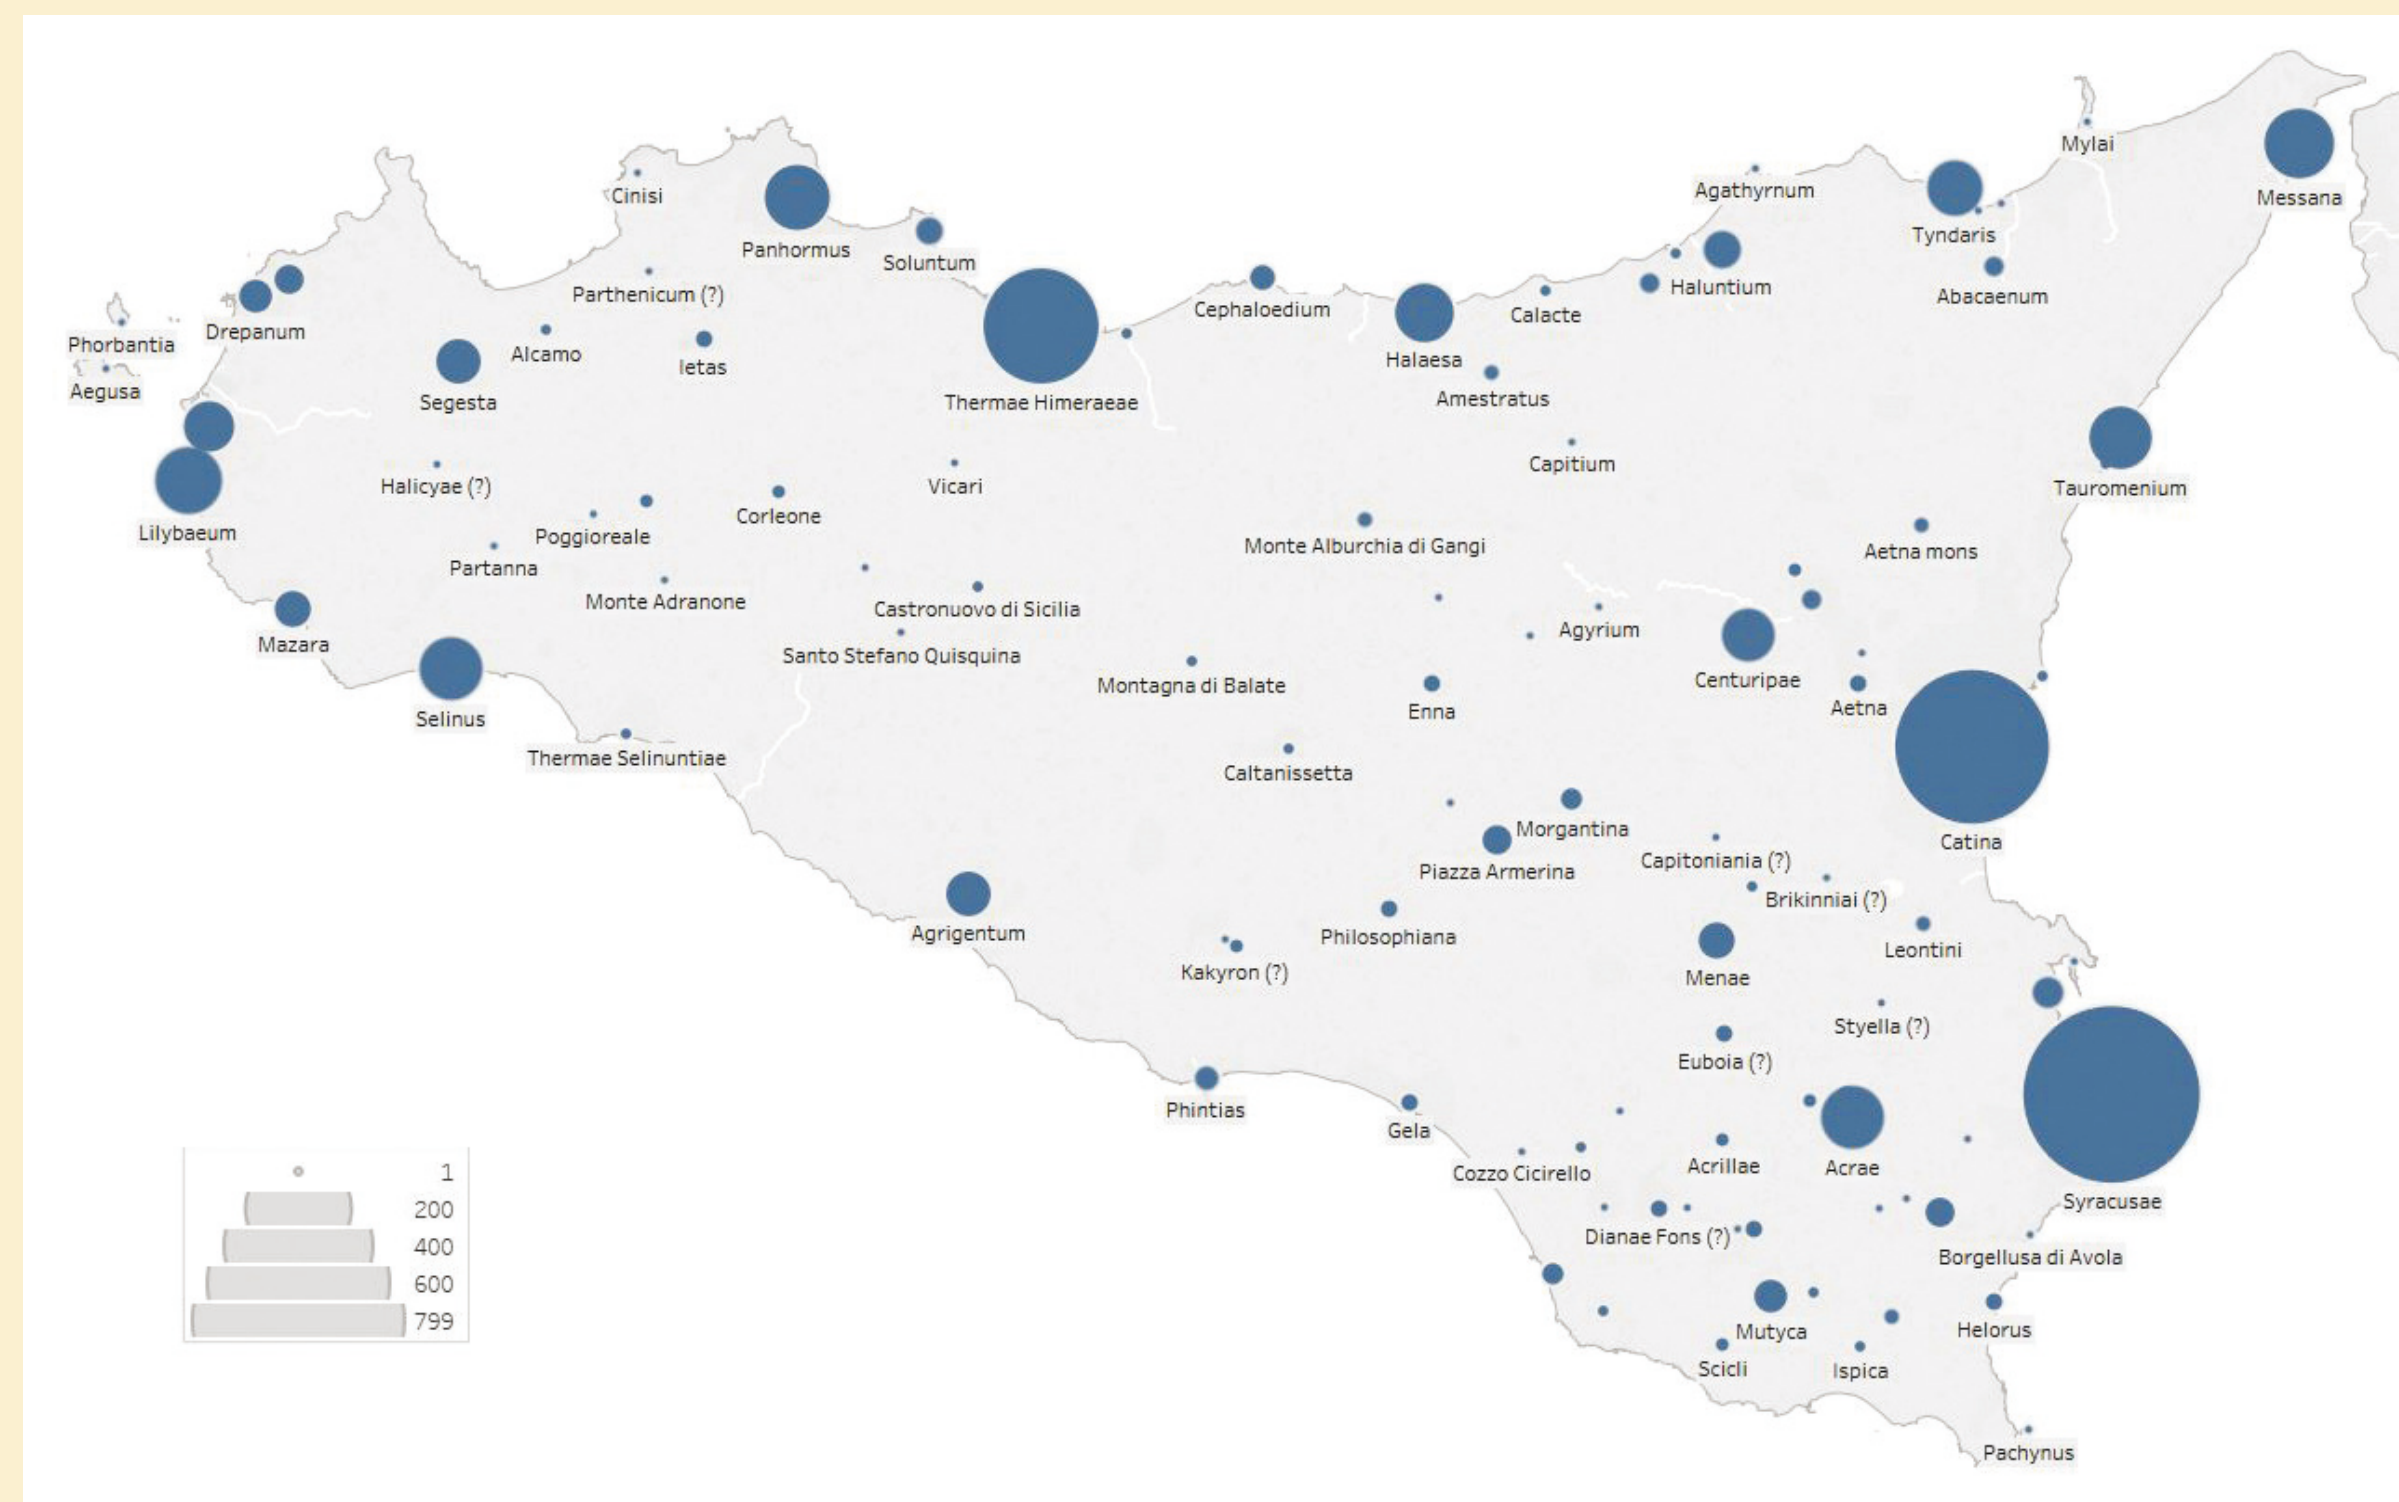 Mylai
Agathyrnum
Messana
Cinisi
Tyndaris
Panhormus
Soluntum
Haluntium
Parthenicum (?)
Abacaenum
Cephaloedium
Calacte
Drepanum
Phorbantia
Alcamo
Halaesa
Ietas
Aegusa
Amestratus
Segesta
Thermae Himeraeae
Capitium
Halicyae (?)
Vicari
Tauromenium
Corleone
Lilybaeum
Poggioreale
Monte Alburchia di Gangi
Aetna mons
Partanna
Monte Adranone
Castronuovo di Sicilia
Agyrium
Mazara
Santo Stefano Quisquina
Centuripae
Montagna di Balate
Aetna
Enna
Selinus
Thermae Selinuntiae
Caltanissetta
Morgantina
Catina
Capitoniania (?)
Piazza Armerina
Brikinniai (?)
Agrigentum
Philosophiana
Leontini
Kakyron (?)
Menae
Styella (?)
Euboia (?)
Phintias
Gela
Acrillae
Acrae
Cozzo Cicirello
Syracusae
Dianae Fons (?)
Borgellusa di Avola
Mutyca
Helorus
Scicli
Ispica
Pachynus
1
200
400
600
799